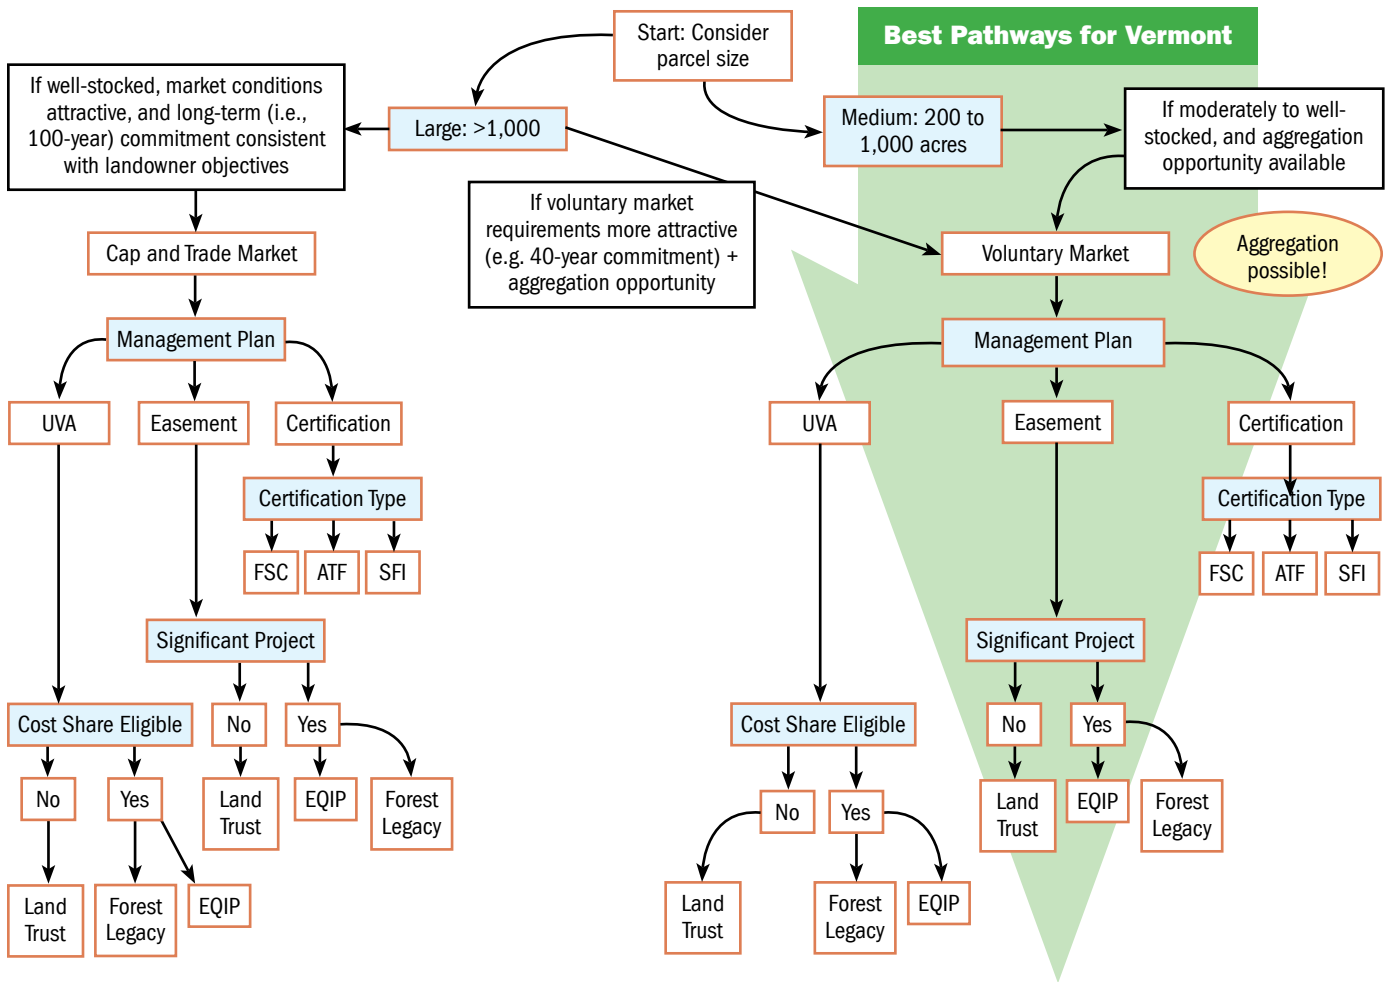 Start: Consider
parcel size
Best Pathways for Vermont
If well-stocked, market conditions
attractive, and long-term (i.e.,
100-year) commitment consistent
with landowner objectives
Large: >1,000
Medium: 200 to
1,000 acres
If moderately to well-
stocked, and aggregation
opportunity available
If voluntary market
requirements more attractive
(e.g. 40-year commitment) +
aggregation opportunity
Cap and Trade Market
Voluntary Market
Aggregation
possible!
Management Plan
UVA
Easement
Certification
Certification Type
FSC
ATF
SFI
Significant Project
No
Yes
Land
Trust
EQIP
Forest
Legacy
Cost Share Eligible
No
Yes
Land
Trust
Forest
Legacy
EQIP
Management Plan
UVA
Easement
Certification
Certification Type
FSC
ATF
SFI
Significant Project
No
Yes
Land
Trust
EQIP
Forest
Legacy
Cost Share Eligible
No
Yes
Land
Trust
Forest
Legacy
EQIP